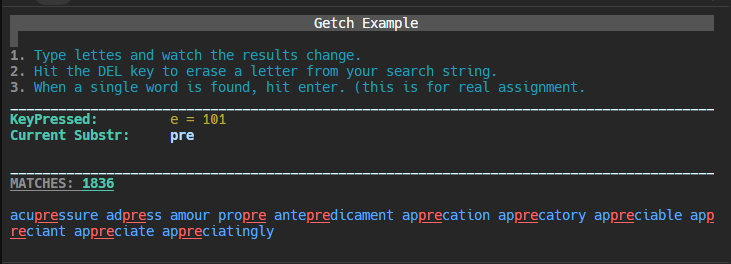 Getch Example
1. Type lettes and watch the results change.
2. Hit the DEL key to erase a letter from your search string.
3. When a single word is found, hit enter. (this is for real assignment.
KeyPressed: e = 101
Current Substr: pre
MATCHES: 1836
acupressure adpress amour propre antepredicament apprecation apprecatory appreciable app
reciant appreciate appreciatingly